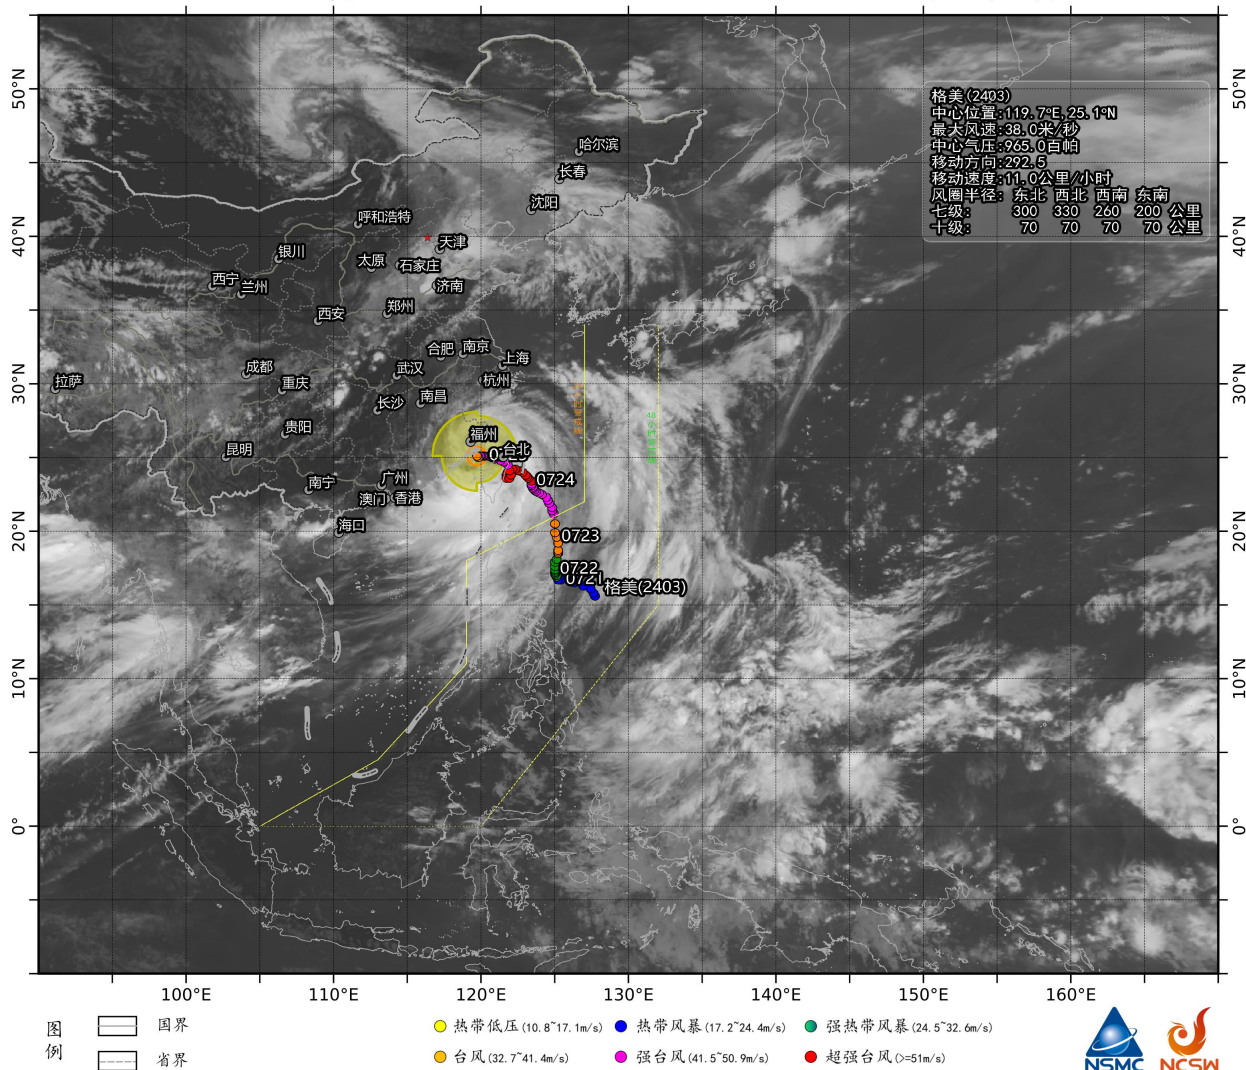 格美(2403)
中心位置:119.7°E,25.1°N
最大风速:38.0米/秒
中心气压:965.0百帕
移动方向:292.5
移动速度:11.0公里/小时
风圈半径: 东北 西北 西南 东南
七级: 300 330 260 200 公里
十级: 70 70 70 70 公里
50°N
50°N
40°N
40°N
30°N
30°N
20°N
20°N
10°N
10°N
0°
0°
哈尔滨
长春
沈阳
呼和浩特
天津
银川
太原
石家庄
西宁
兰州
济南
西安
郑州
合肥
南京
上海
拉萨
成都
重庆
武汉
杭州
长沙
南昌
贵阳
福州
昆明
台北
南宁
广州
澳门
香港
海口
48
0724
0723
0722
0721
格美(2403)
100°E
110°E
120°E
130°E
140°E
150°E
160°E
图例
国界
省界
热带低压(10.8~17.1m/s)
热带风暴(17.2~24.4m/s)
强热带风暴(24.5~32.6m/s)
台风(32.7~41.4m/s)
强台风(41.5~50.9m/s)
超强台风(>=51m/s)
NSMC
NCSW